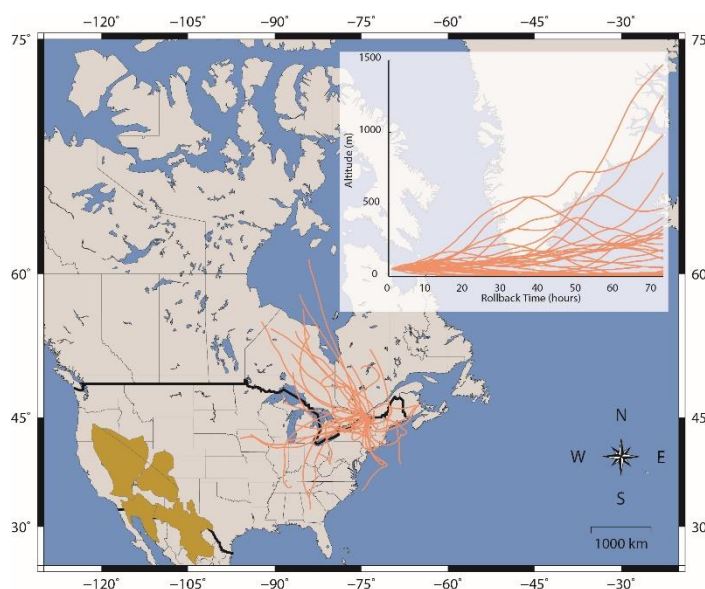 −120° −105° −90° −75° −60° −45° −30°
75° 75°
1500
1000
500
0
Altitude (m)
0 10 20 30 40 50 60 70
Rollback Time (hours)
60° 60°
45° 45°
N
W E
S
30° 30°
1000 km
−120° −105° −90° −75° −60° −45° −30°